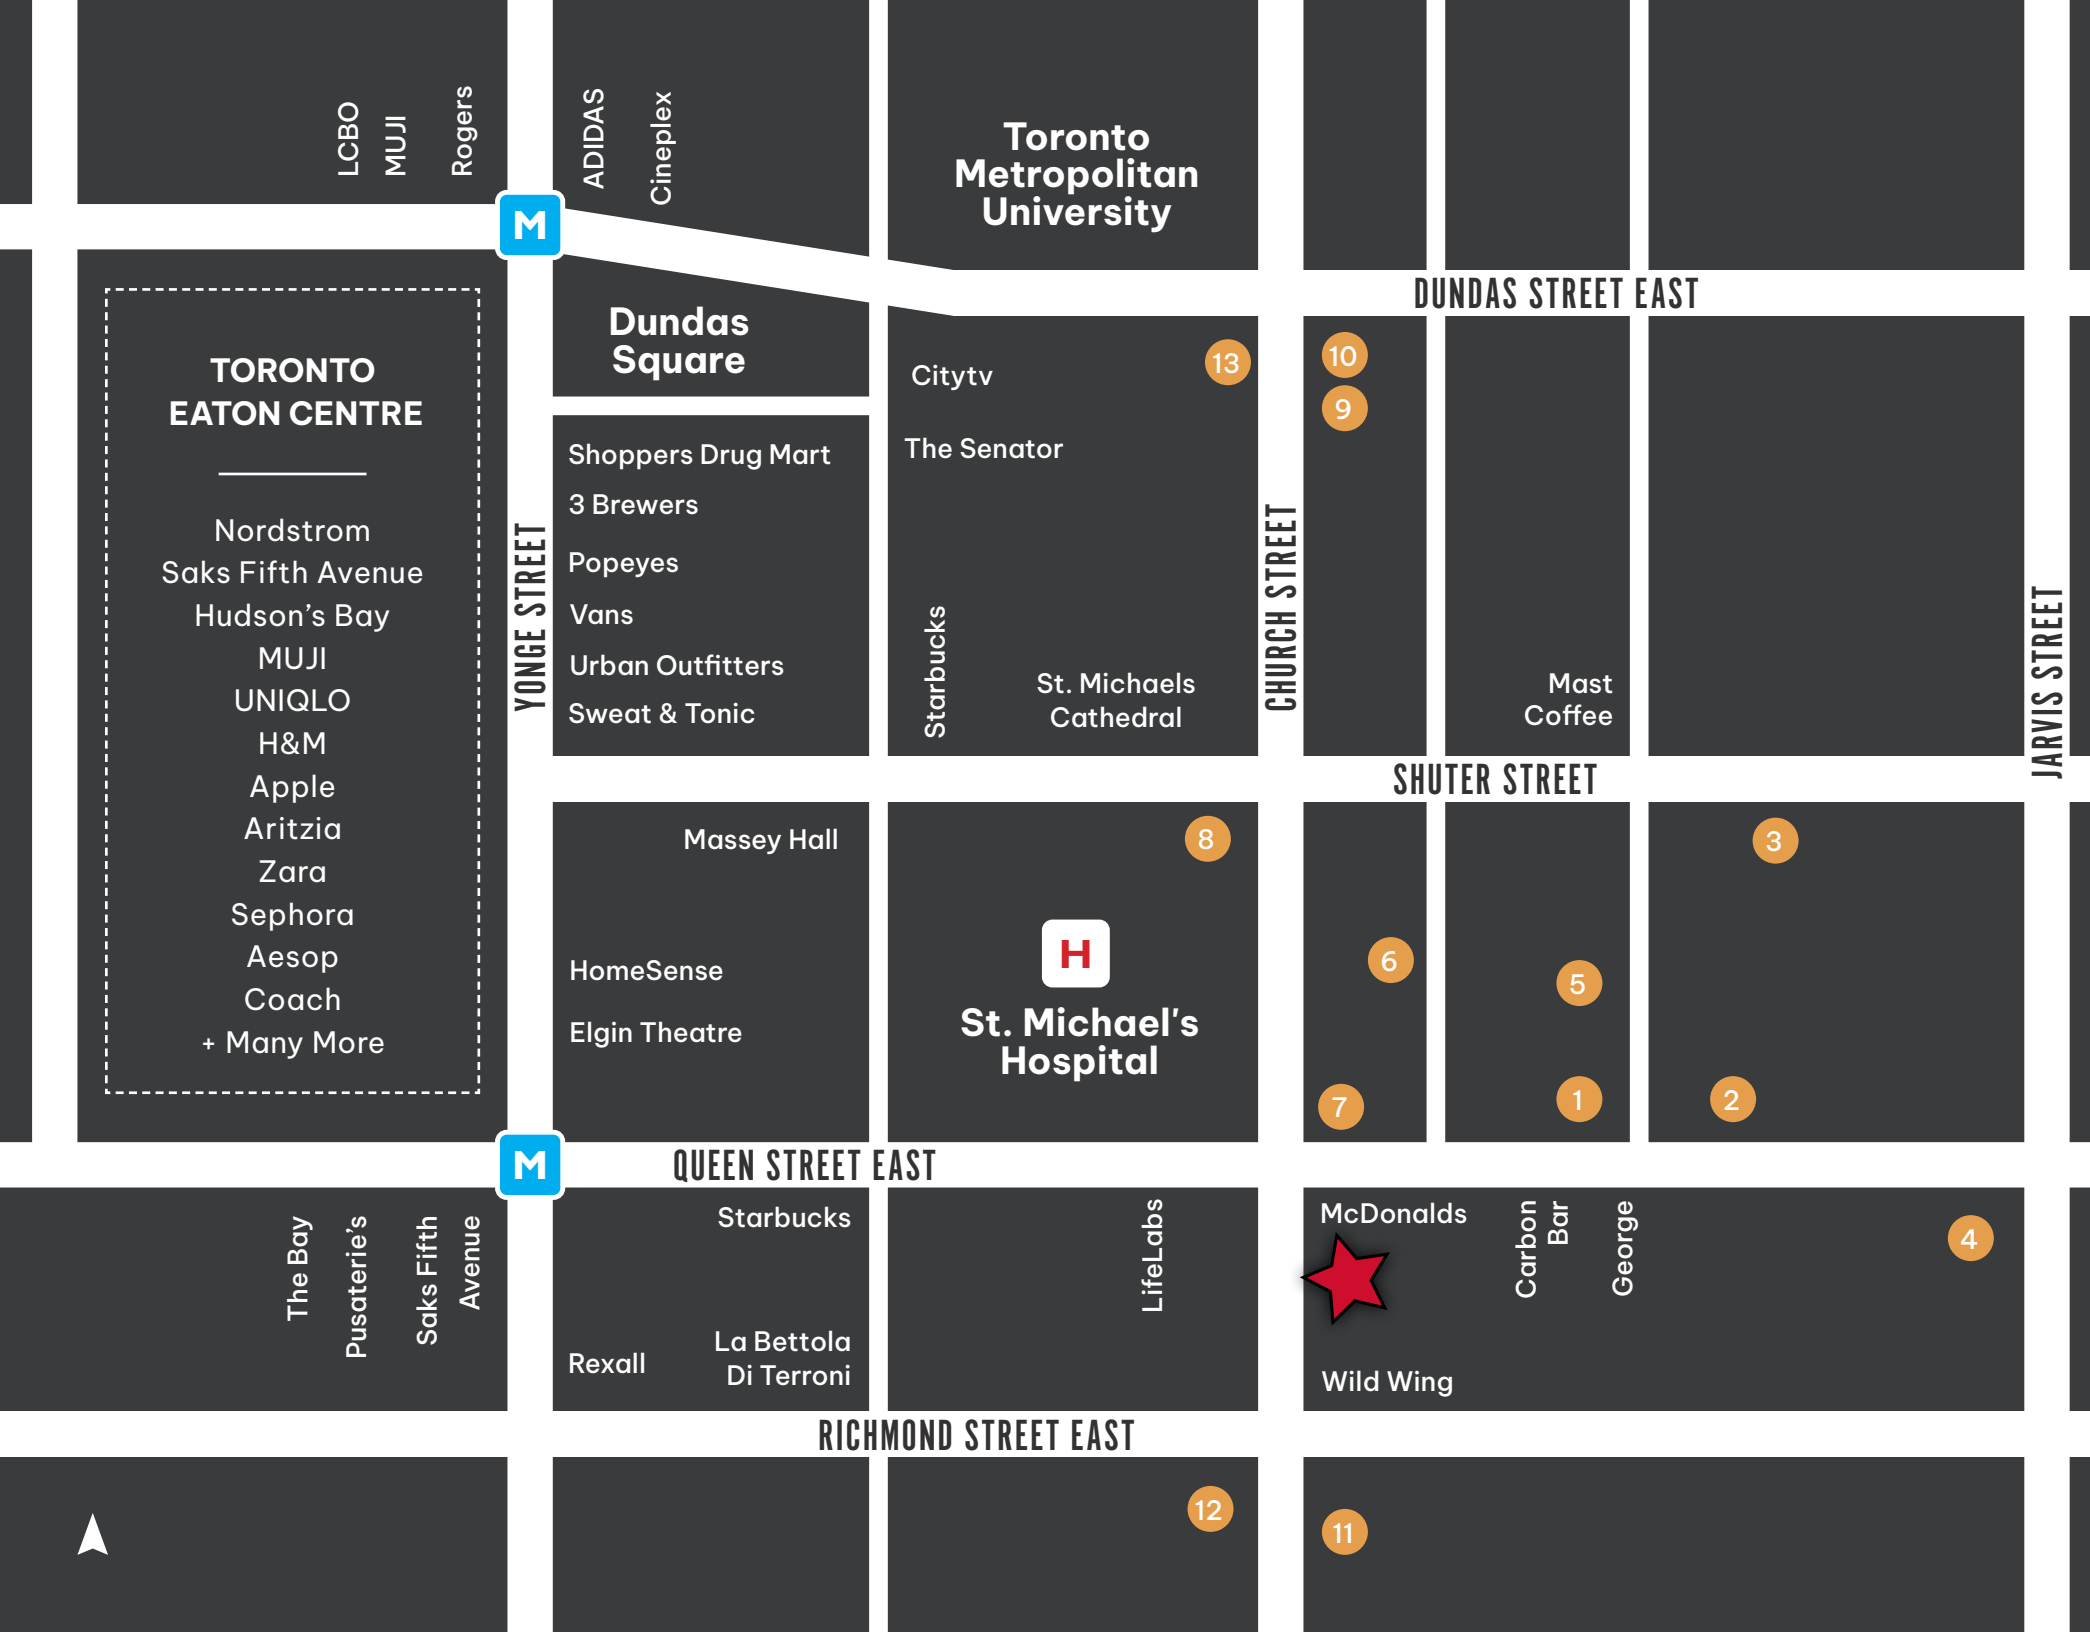 LCBO
MUJI
Rogers
ADIDAS
Cineplex
Toronto
Metropolitan
University
M
DUNDAS STREET EAST
TORONTO
EATON CENTRE
Nordstrom
Saks Fifth Avenue
Hudson’s Bay
MUJI
UNIQLO
H&M
Apple
Aritzia
Zara
Sephora
Aesop
Coach
+ Many More
YONGE STREET
Dundas
Square
Shoppers Drug Mart
3 Brewers
Popeyes
Vans
Urban Outfitters
Sweat & Tonic
Citytv
The Senator
13
Starbucks
St. Michaels
Cathedral
CHURCH STREET
10
9
Mast
Coffee
JARVIS STREET
SHUTER STREET
Massey Hall
HomeSense
Elgin Theatre
8
H
St. Michael's
Hospital
6
7
5
1
3
2
M
QUEEN STREET EAST
The Bay
Pusaterie’s
Saks Fifth
Avenue
Starbucks
Rexall
La Bettola
Di Terroni
LifeLabs
McDonalds
Wild Wing
Carbon
Bar
George
4
RICHMOND STREET EAST
12
11